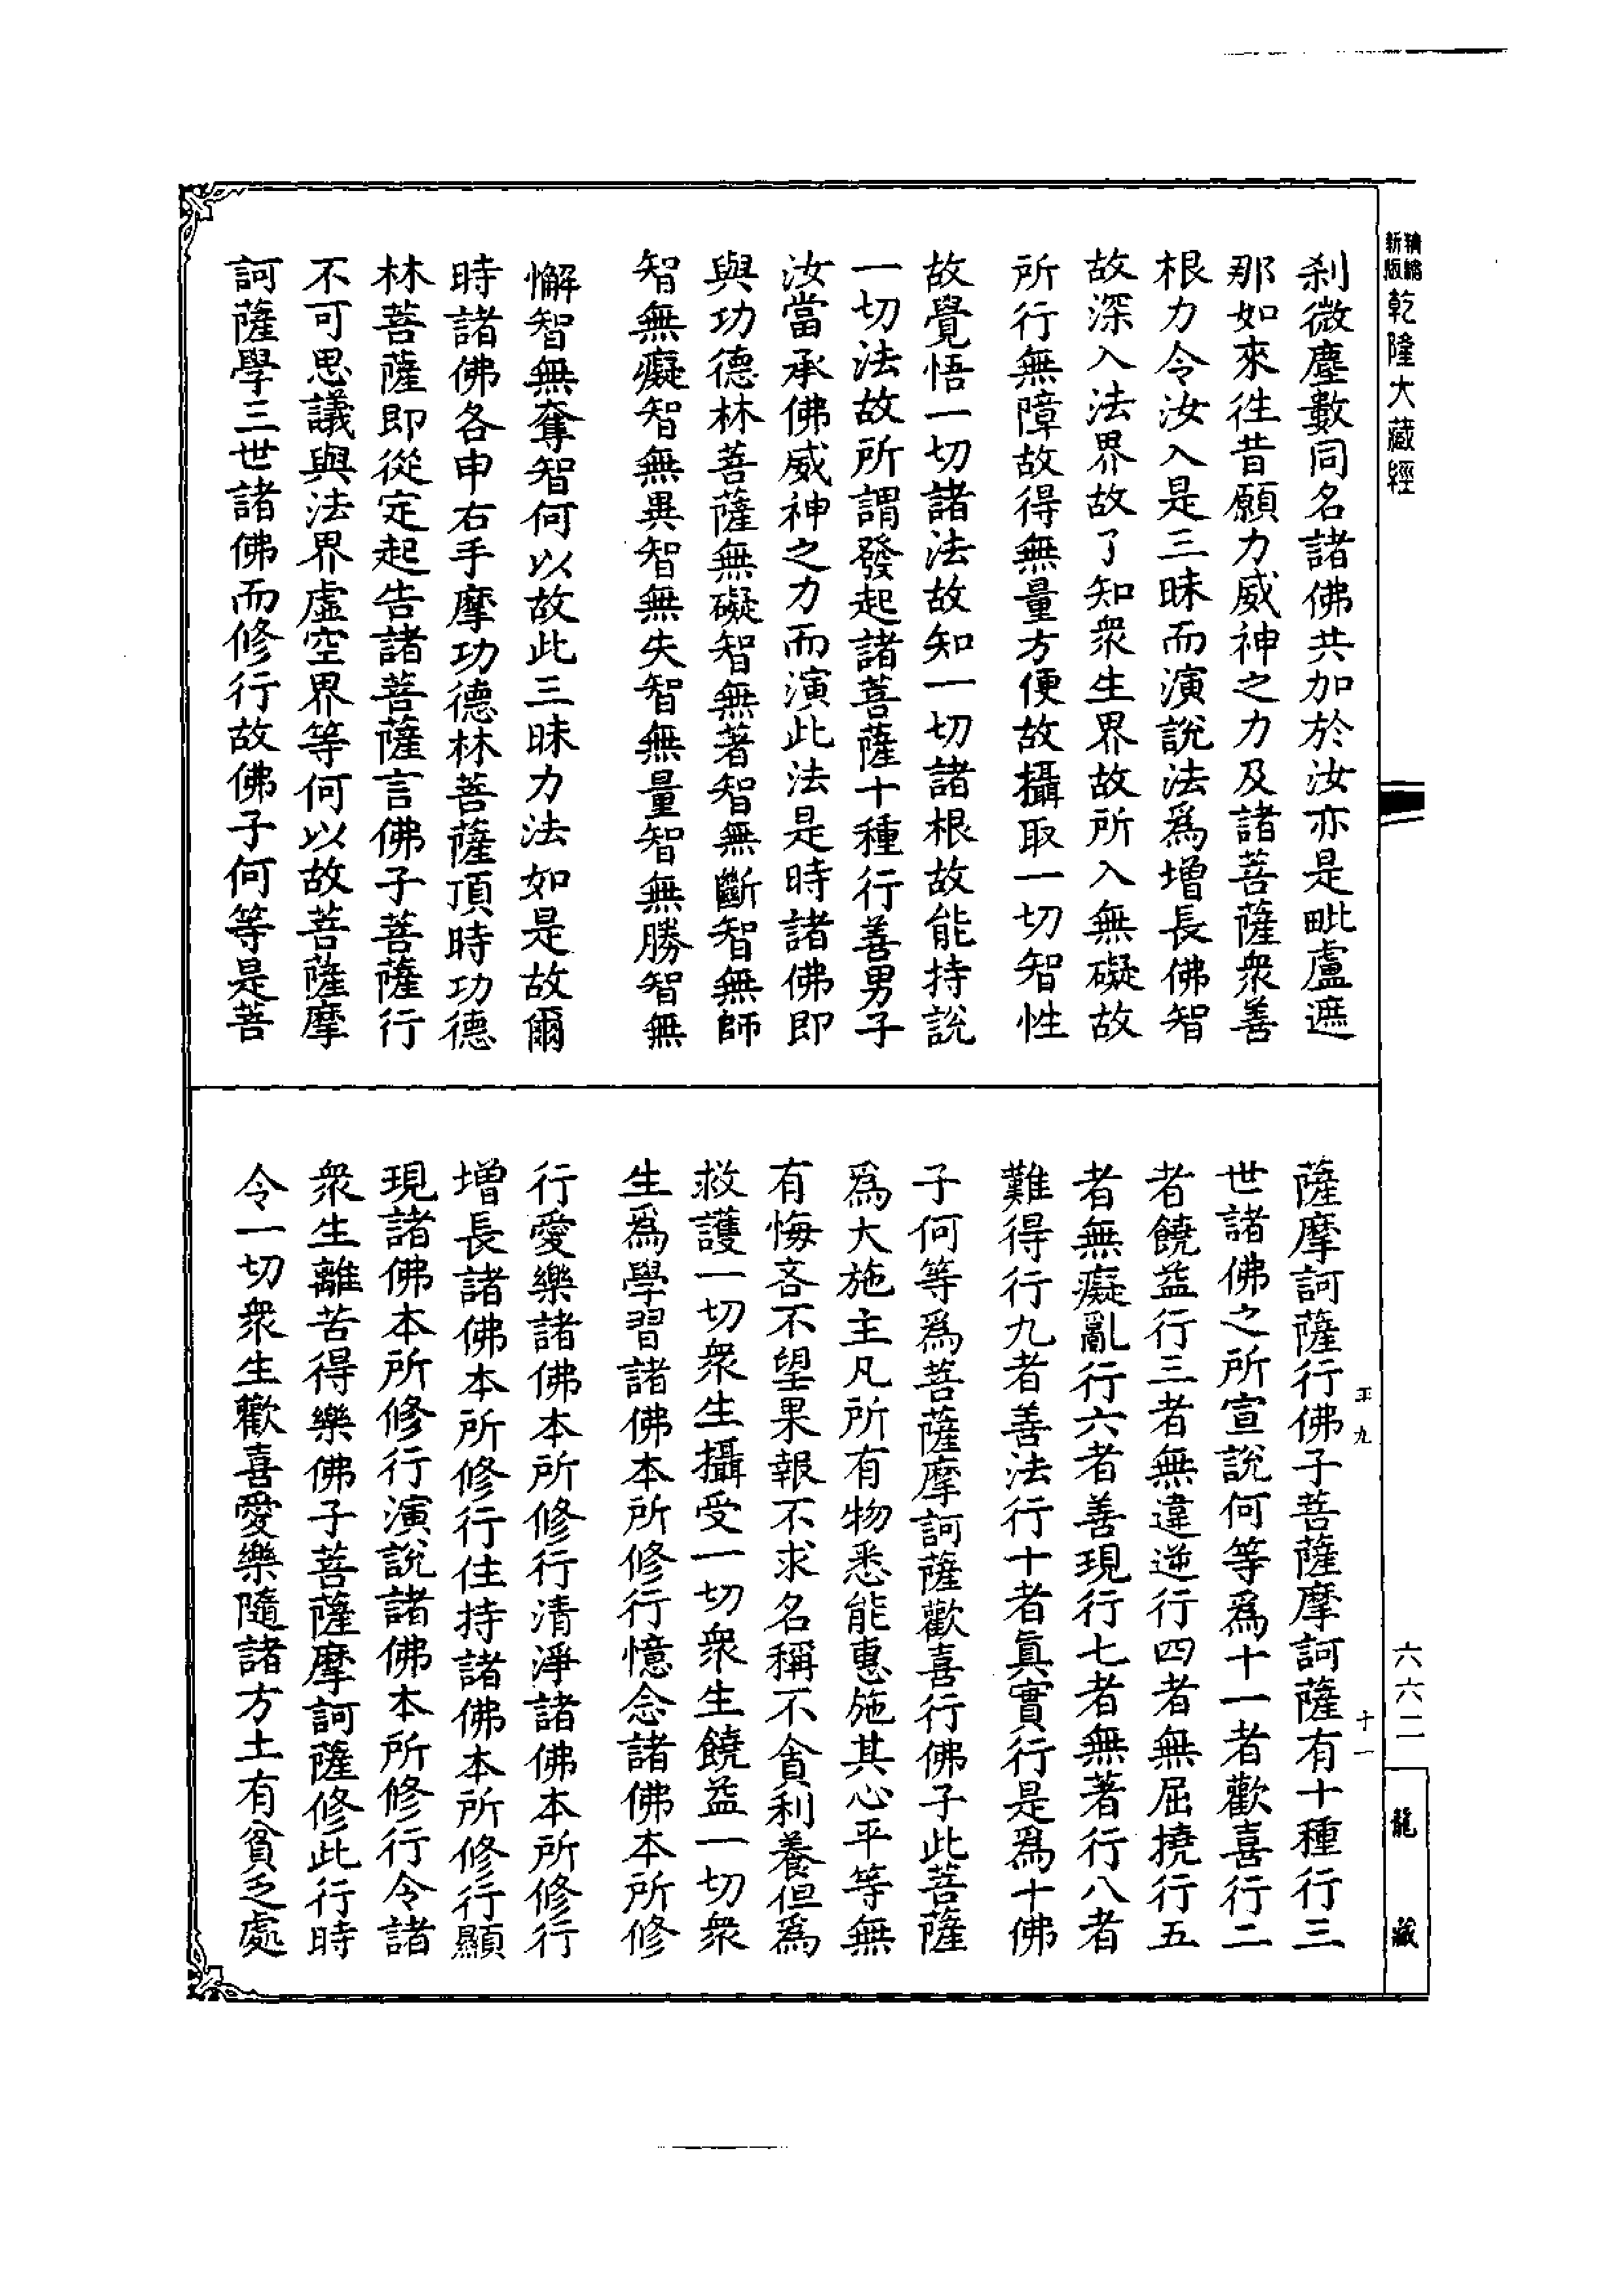 新版精縮
乾隆大藏經
刹微塵數同名諸佛共加於汝亦是毗盧遮
那如來往昔願力威神之力及諸菩薩衆善
根力令汝入是三昧而演說法爲增長佛智
故深入法界故了知衆生界故所入無礙故
所行無障故得無量方便故攝取一切智性
故覺悟一切諸法故知一切諸根故能持說
一切法故所謂發起諸菩薩十種行善男子
汝當承佛威神之力而演此法是時諸佛即
與功德林菩薩無礙智無著智無斷智無師
智無癡智無異智無失智無量智無勝智無
懈智無奪智何以故此三昧力法如是故爾
時諸佛各申右手摩功德林菩薩頂時功德
林菩薩即從定起告諸菩薩言佛子菩薩行
不可思議與法界虛空界等何以故菩薩摩
訶薩學三世諸佛而修行故佛子何等是菩
薩摩訶薩行佛子菩薩摩訶薩有十種行三
世諸佛之所宣說何等爲十一者歡喜行二
者饒益行三者無違逆行四者無屈撓行五
者無癡亂行六者善現行七者無著行八者
難得行九者善法行十者眞實行是爲十佛
子何等爲菩薩摩訶薩歡喜行佛子此菩薩
爲大施主凡所有物悉能惠施其心平等無
有悔吝不望果報不求名稱不貪利養但爲
救護一切衆生攝受一切衆生饒益一切衆
生爲學習諸佛本所修行憶念諸佛本所修
行愛樂諸佛本所修行清淨諸佛本所修行
增長諸佛本所修行住持諸佛本所修行顯
現諸佛本所修行演說諸佛本所修行令諸
衆生離苦得樂佛子菩薩摩訶薩修此行時
令一切衆生歡喜愛樂隨諸方土有貧乏處
九
十一
六六二
龍藏